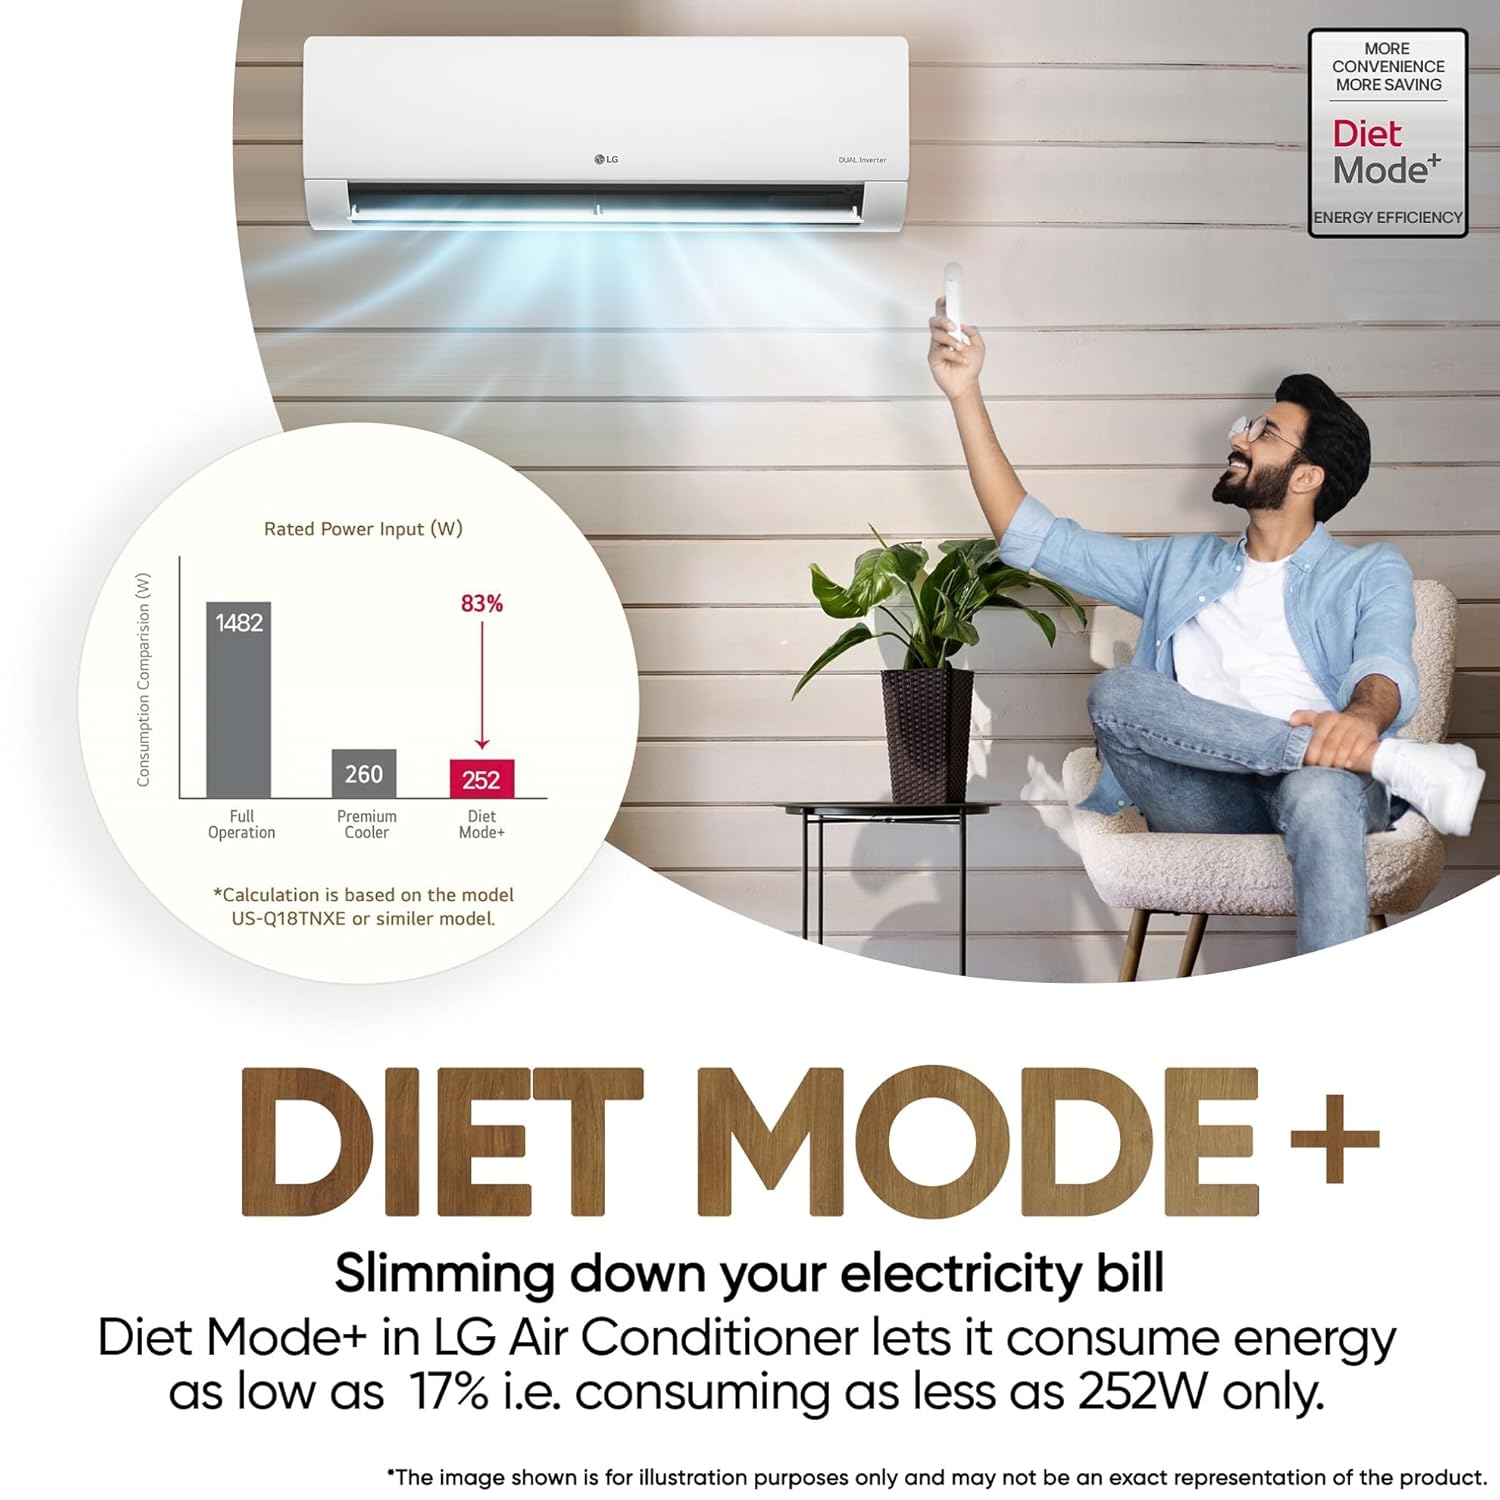 LG
DUAL Inverter
MORE
CONVENIENCE
MORE SAVING
Diet
Mode+
ENERGY EFFICIENCY
Rated Power Input (W)
Consumption Comparision (W)
1482
260
83%
252
Full
Operation
Premium
Cooler
Diet
Mode+
*Calculation is based on the model
US-Q18TNXE or similer model.
DIET MODE+
Slimming down your electricity bill
Diet Mode+ in LG Air Conditioner lets it consume energy
as low as 17% i.e. consuming as less as 252W only.
*The image shown is for illustration purposes only and may not be an exact representation of the product.